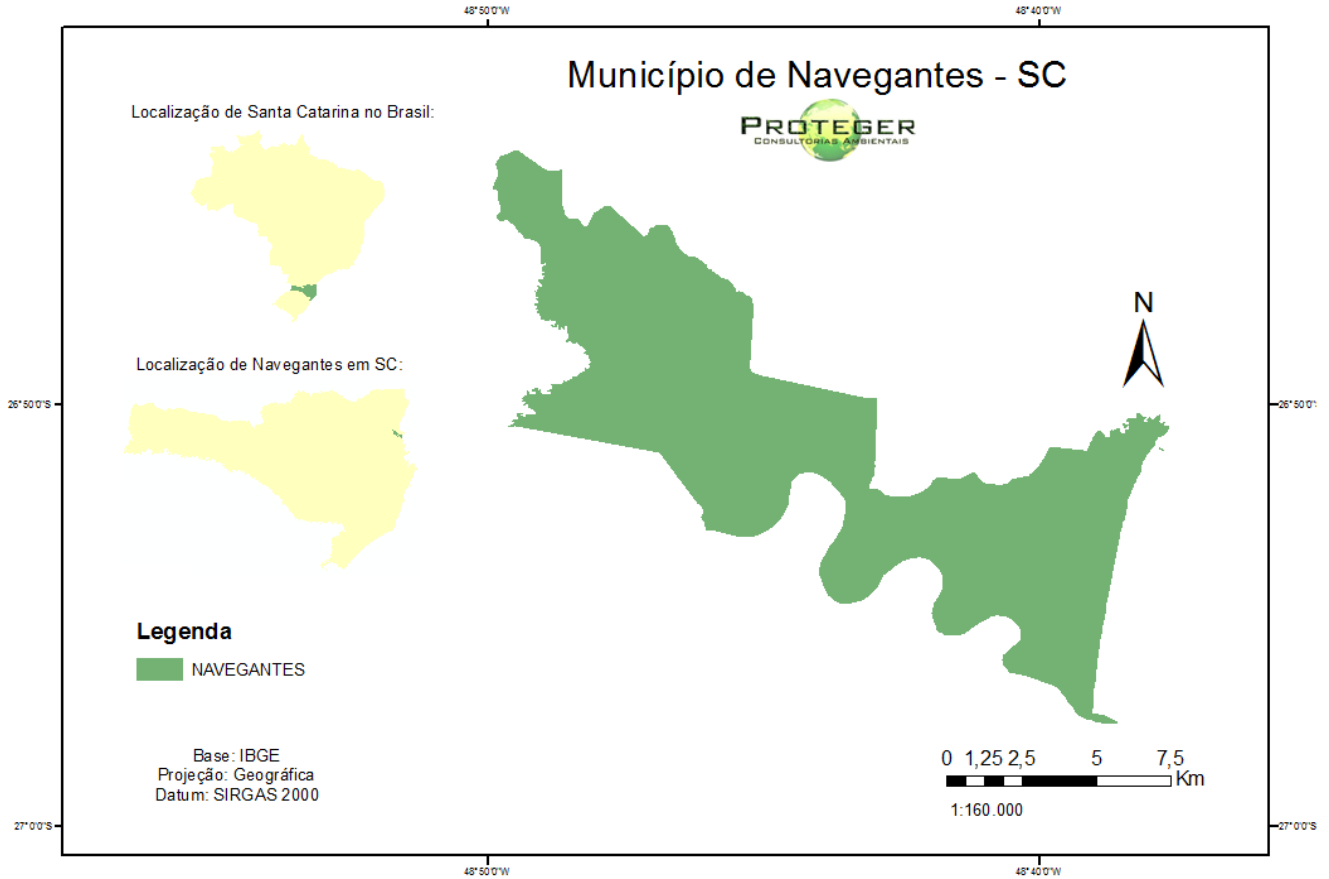 48°50'0"W
48°40'0"W
Município de Navegantes - SC
PROTEGER
CONSULTORIAS AMBIENTAIS
Localização de Santa Catarina no Brasil:
N
Localização de Navegantes em SC:
26°50'0"S
26°50'0"S
Legenda
NAVEGANTES
Base: IBGE
Projeção: Geográfica
Datum: SIRGAS 2000
0 1,25 2,5 5 7,5
Km
1:160.000
27°0'0"S
27°0'0"S
48°50'0"W
48°40'0"W